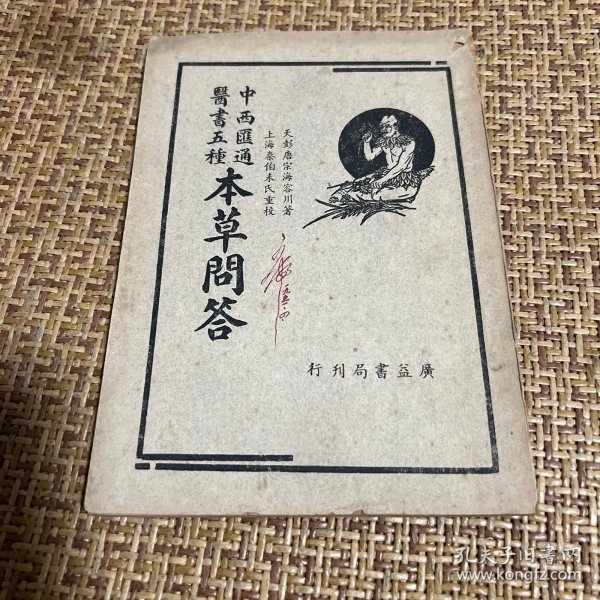 中西匯通
醫書五種
本草問答
天彭唐宗海容川著
上海秦伯未氏重校
廣益書局刊行
孔夫子旧书网
www.kongfz.com